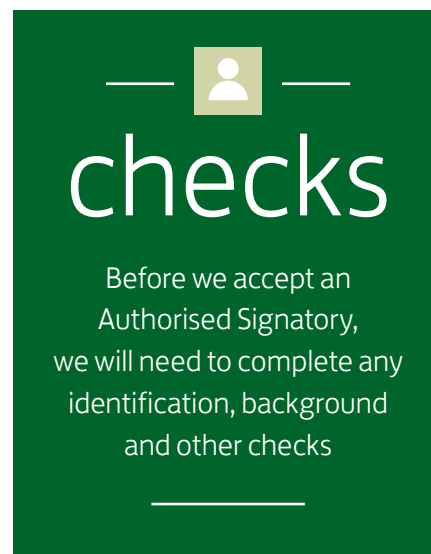 checks
Before we accept an
Authorised Signatory,
we will need to complete any
identification, background
and other checks